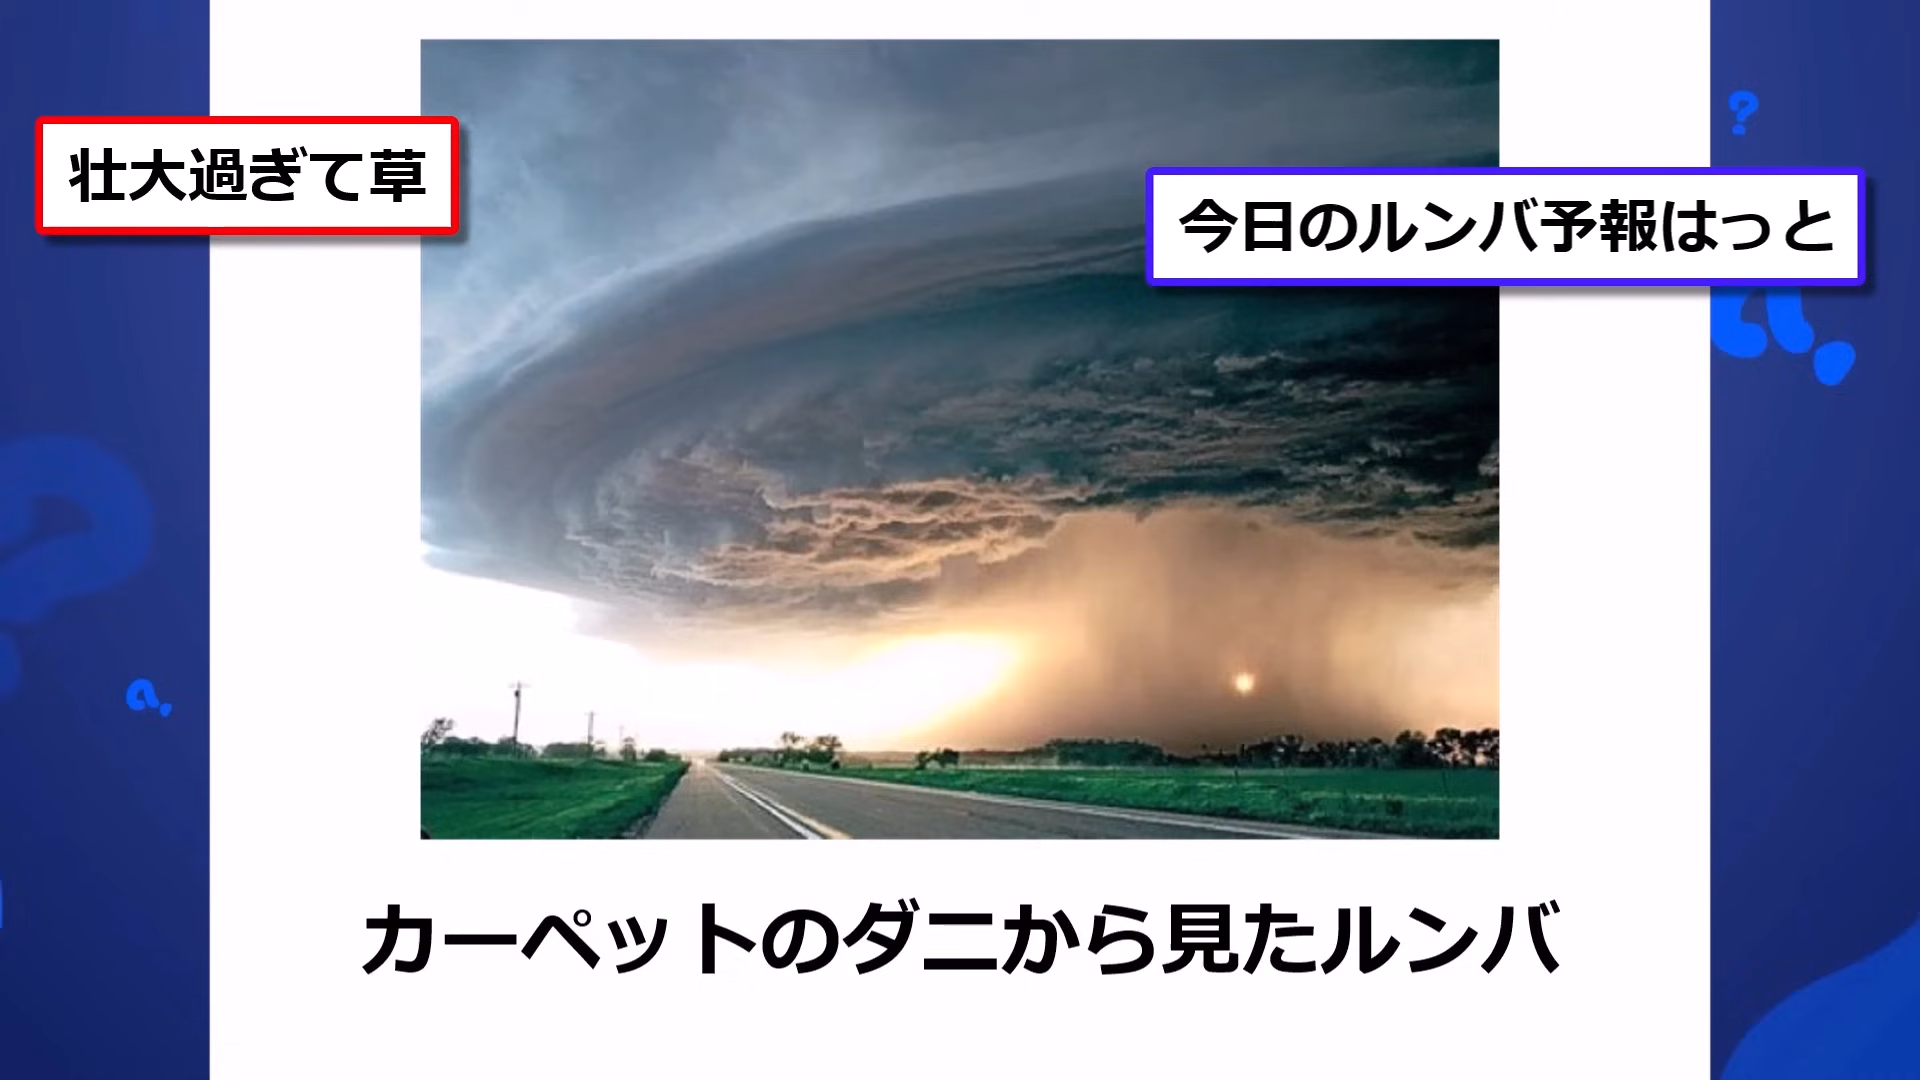 壮大過ぎて草
今日のルンバ予報はっと
カーペットのダニから見たルンバ
?
a.
a.
?